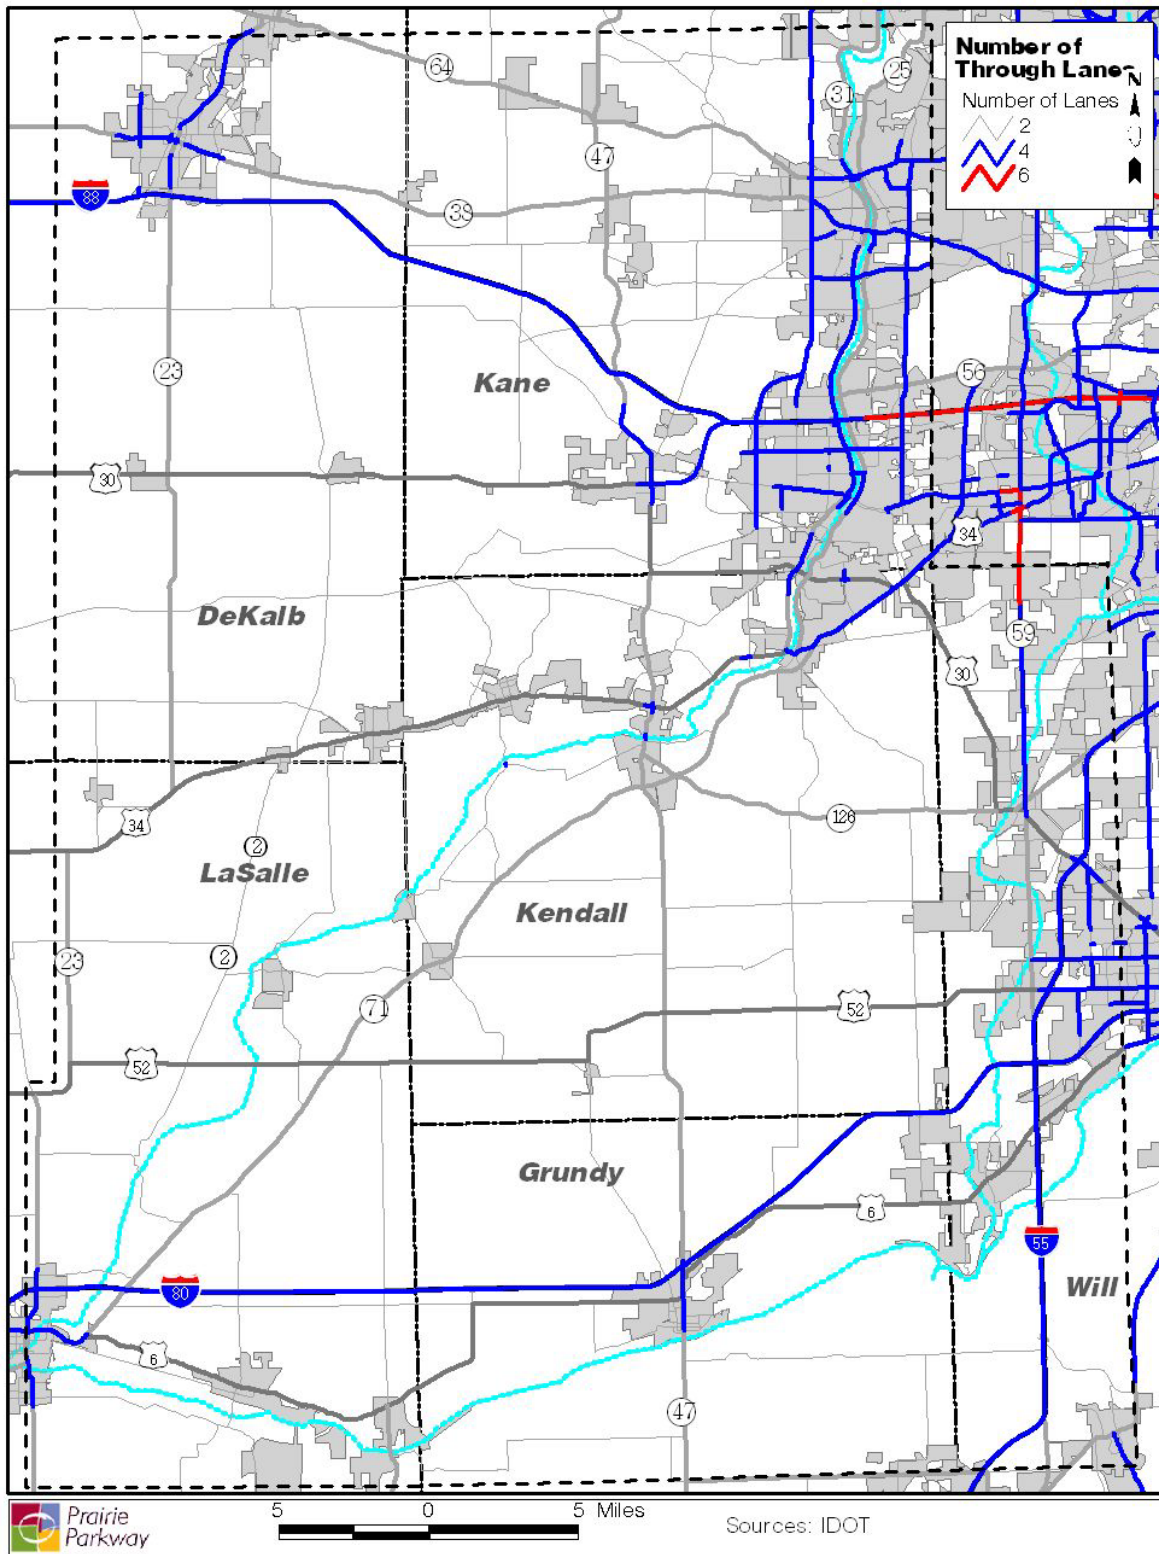 Number of
Through Lanes
N
Number of Lanes
2
4
6
64
25
31
47
88
38
23
56
Kane
30
34
DeKalb
59
30
34
126
2
LaSalle
Kendall
23
2
71
52
52
Grundy
6
55
80
Will
6
47
Prairie
Parkway
5 0 5 Miles
Sources: IDOT